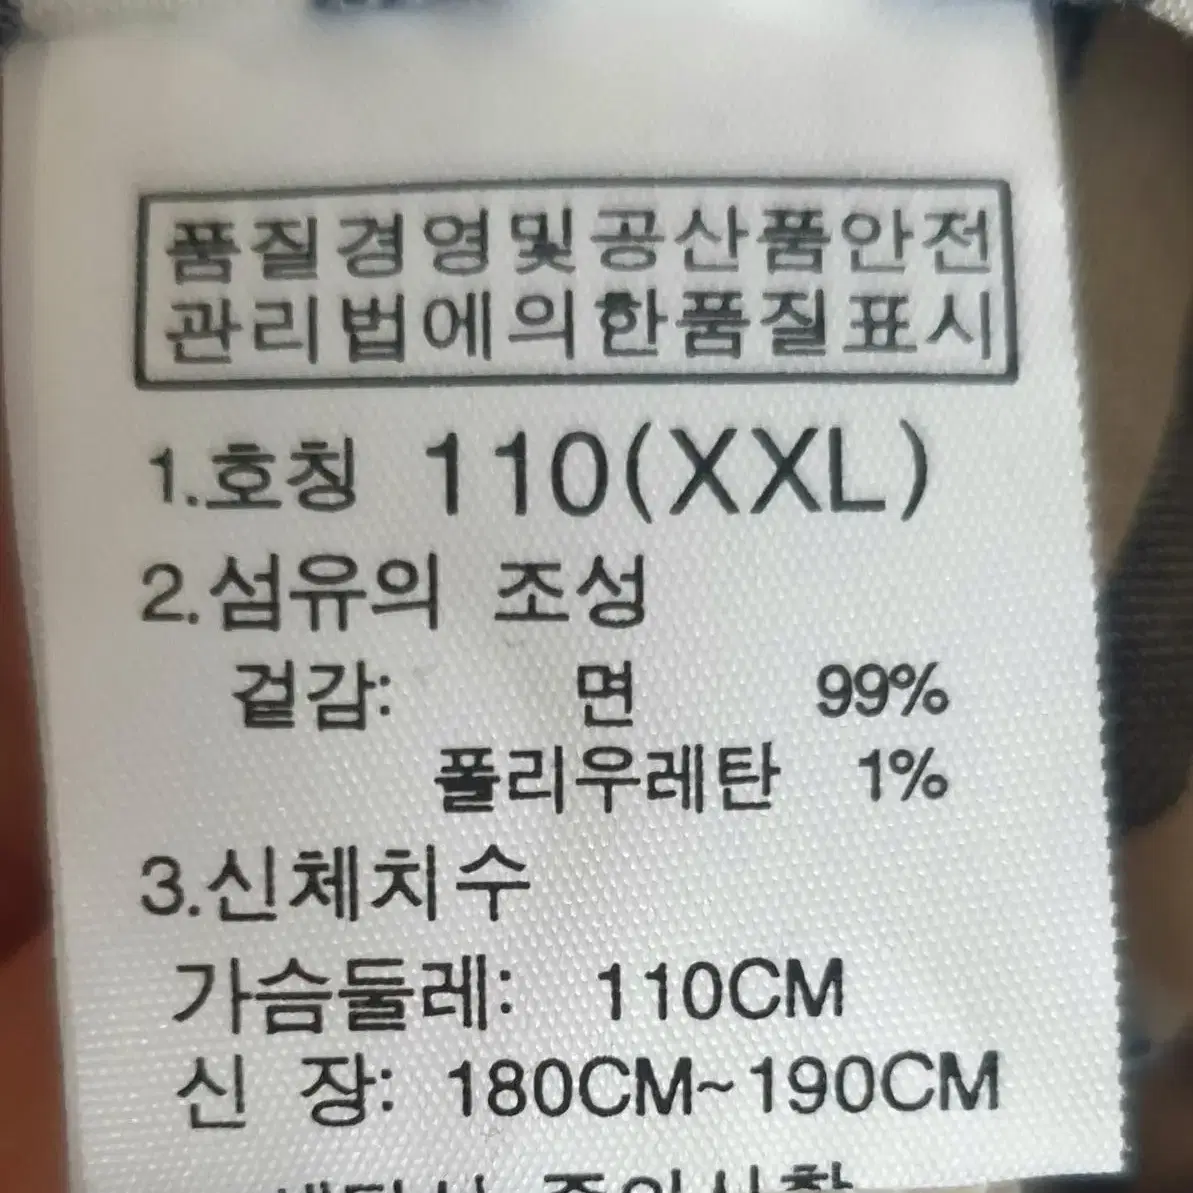 품질경영및공산품안전
관리법에의한품질표시
1.호칭 110(XXL)
2.섬유의 조성
겉감: 면 99%
폴리우레탄 1%
3.신체치수
가슴둘레: 110CM
신 장: 180CM~190CM